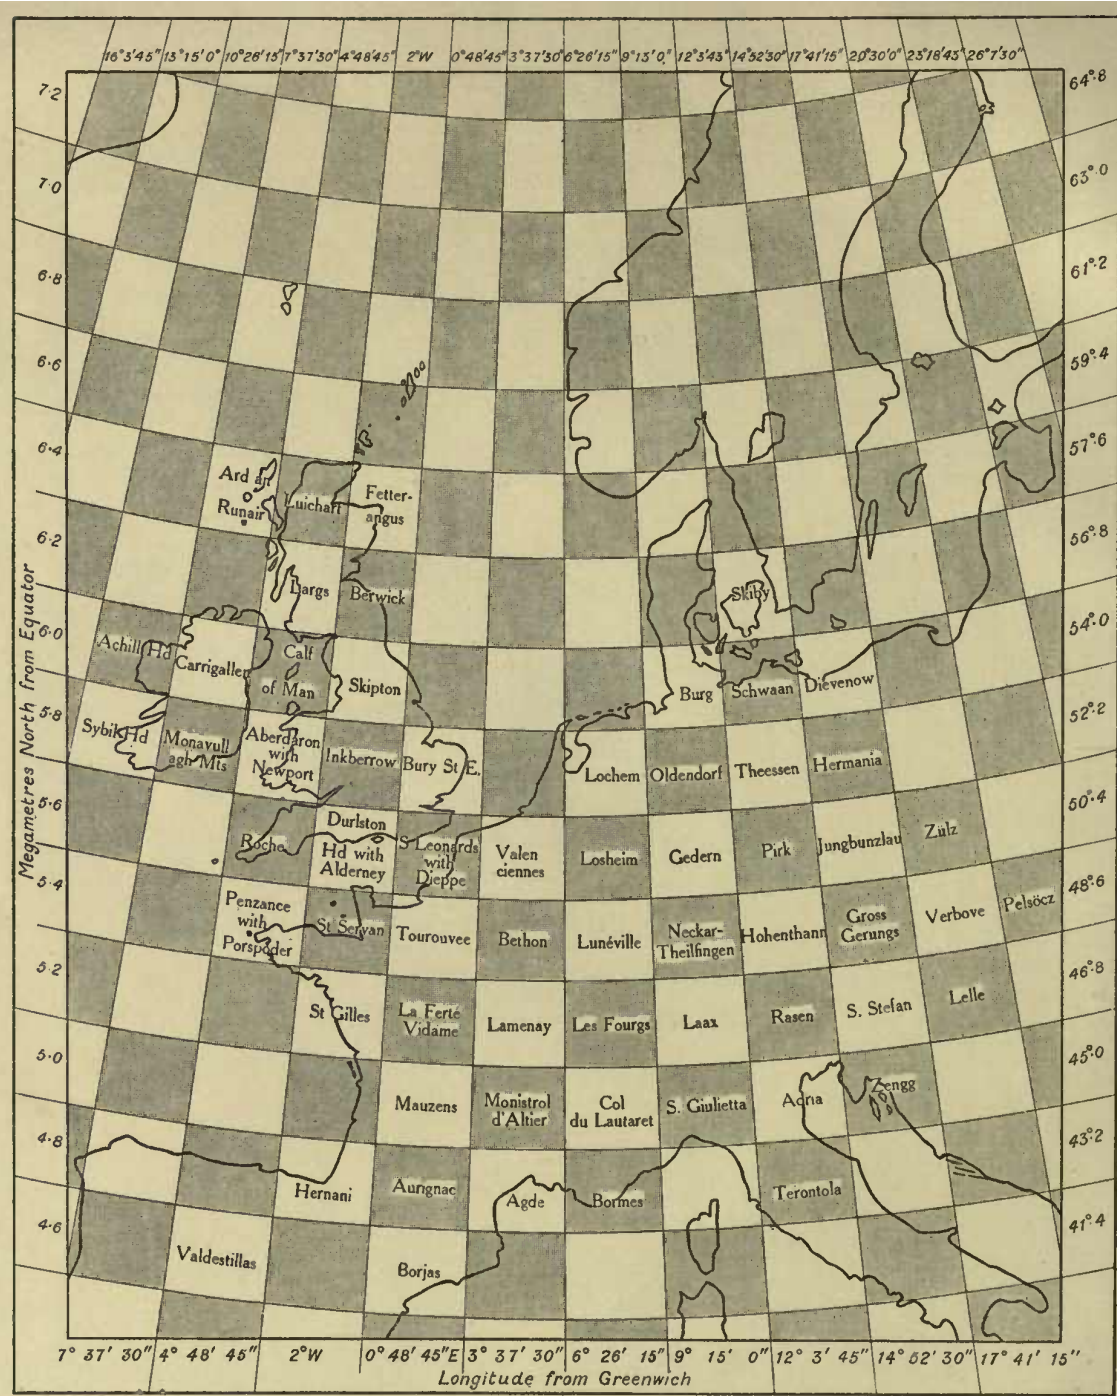 16°3'45" 13°15'0" 10°26'15" 7°37'30" 4°48'45" 2°W 0°48'45" 3°37'30" 6°26'15" 9°13'0" 12°3'43" 14°52'30" 17°41'15" 20°30'0" 23°18'43" 26°7'30"
7·2
64°·8
7·0
63°·0
6·8
61°·2
6·6
59°·4
6·4
57°·6
Ard an
Runair
Luichart
Fetter-
angus
6·2
56°·8
Largs
Berwick
Skiby
6·0
54°·0
Achill Hd
Carrigaller
Calf
of Man
Skipton
Burg
Schwaan
Dievenow
5·8
52°·2
Sybil Hd
Monavull
agh Mts
Aberdaron
with
Newport
Inkberrow
Bury St E.
Lochem
Oldendorf
Theessen
Hermania
5·6
50°·4
Roche
Durlston
Hd with
Alderney
St Leonards
with
Dieppe
Valen
ciennes
Losheim
Gedern
Pirk
Jungbunzlau
Zülz
5·4
48°·6
Penzance
with
Porspoder
St Servan
Tourouvee
Bethon
Lunéville
Neckar-
Theilfingen
Hohenthann
Gross
Gerungs
Verbove
Pelsöcz
5·2
46°·8
St Gilles
La Ferté
Vidame
Lamenay
Les Fourgs
Laax
Rasen
S. Stefan
Lelle
5·0
45°·0
Mauzens
Monistrol
d'Altier
Col
du Lautaret
S. Giulietta
Adria
Zengg
4·8
43°·2
Hernani
Aurignac
Agde
Bormes
Terontola
4·6
41°·4
Valdestillas
Borjas
Megametres North from Equator
7° 37' 30" 4° 48' 45" 2°W 0°48'45"E 3° 37' 30" 6° 26' 15" 9° 15' 0" 12° 3' 45" 14° 52' 30" 17° 41' 15"
Longitude from Greenwich